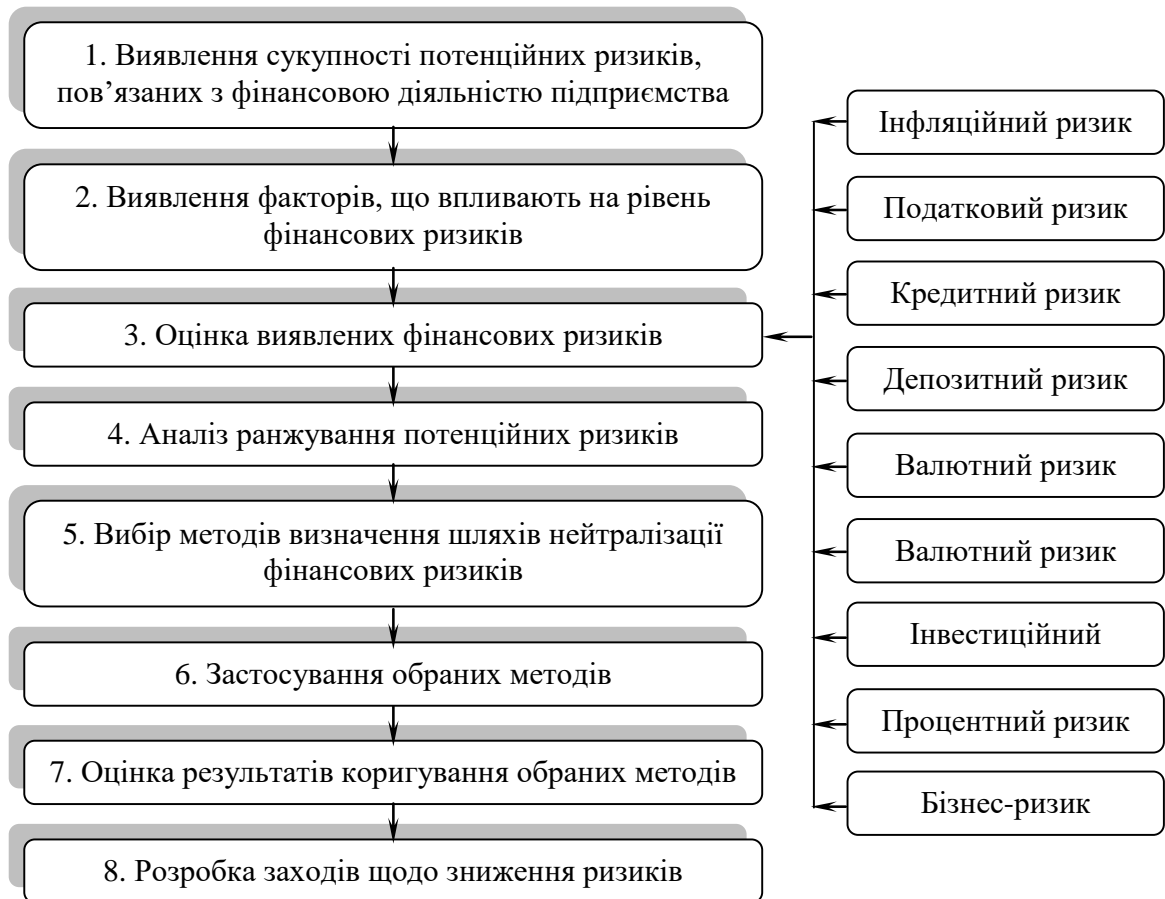 1. Виявлення сукупності потенційних ризиків,
пов’язаних з фінансовою діяльністю підприємства
2. Виявлення факторів, що впливають на рівень
фінансових ризиків
3. Оцінка виявлених фінансових ризиків
4. Аналіз ранжування потенційних ризиків
5. Вибір методів визначення шляхів нейтралізації
фінансових ризиків
6. Застосування обраних методів
7. Оцінка результатів коригування обраних методів
8. Розробка заходів щодо зниження ризиків
Інфляційний ризик
Податковий ризик
Кредитний ризик
Депозитний ризик
Валютний ризик
Валютний ризик
Інвестиційний
Процентний ризик
Бізнес-ризик